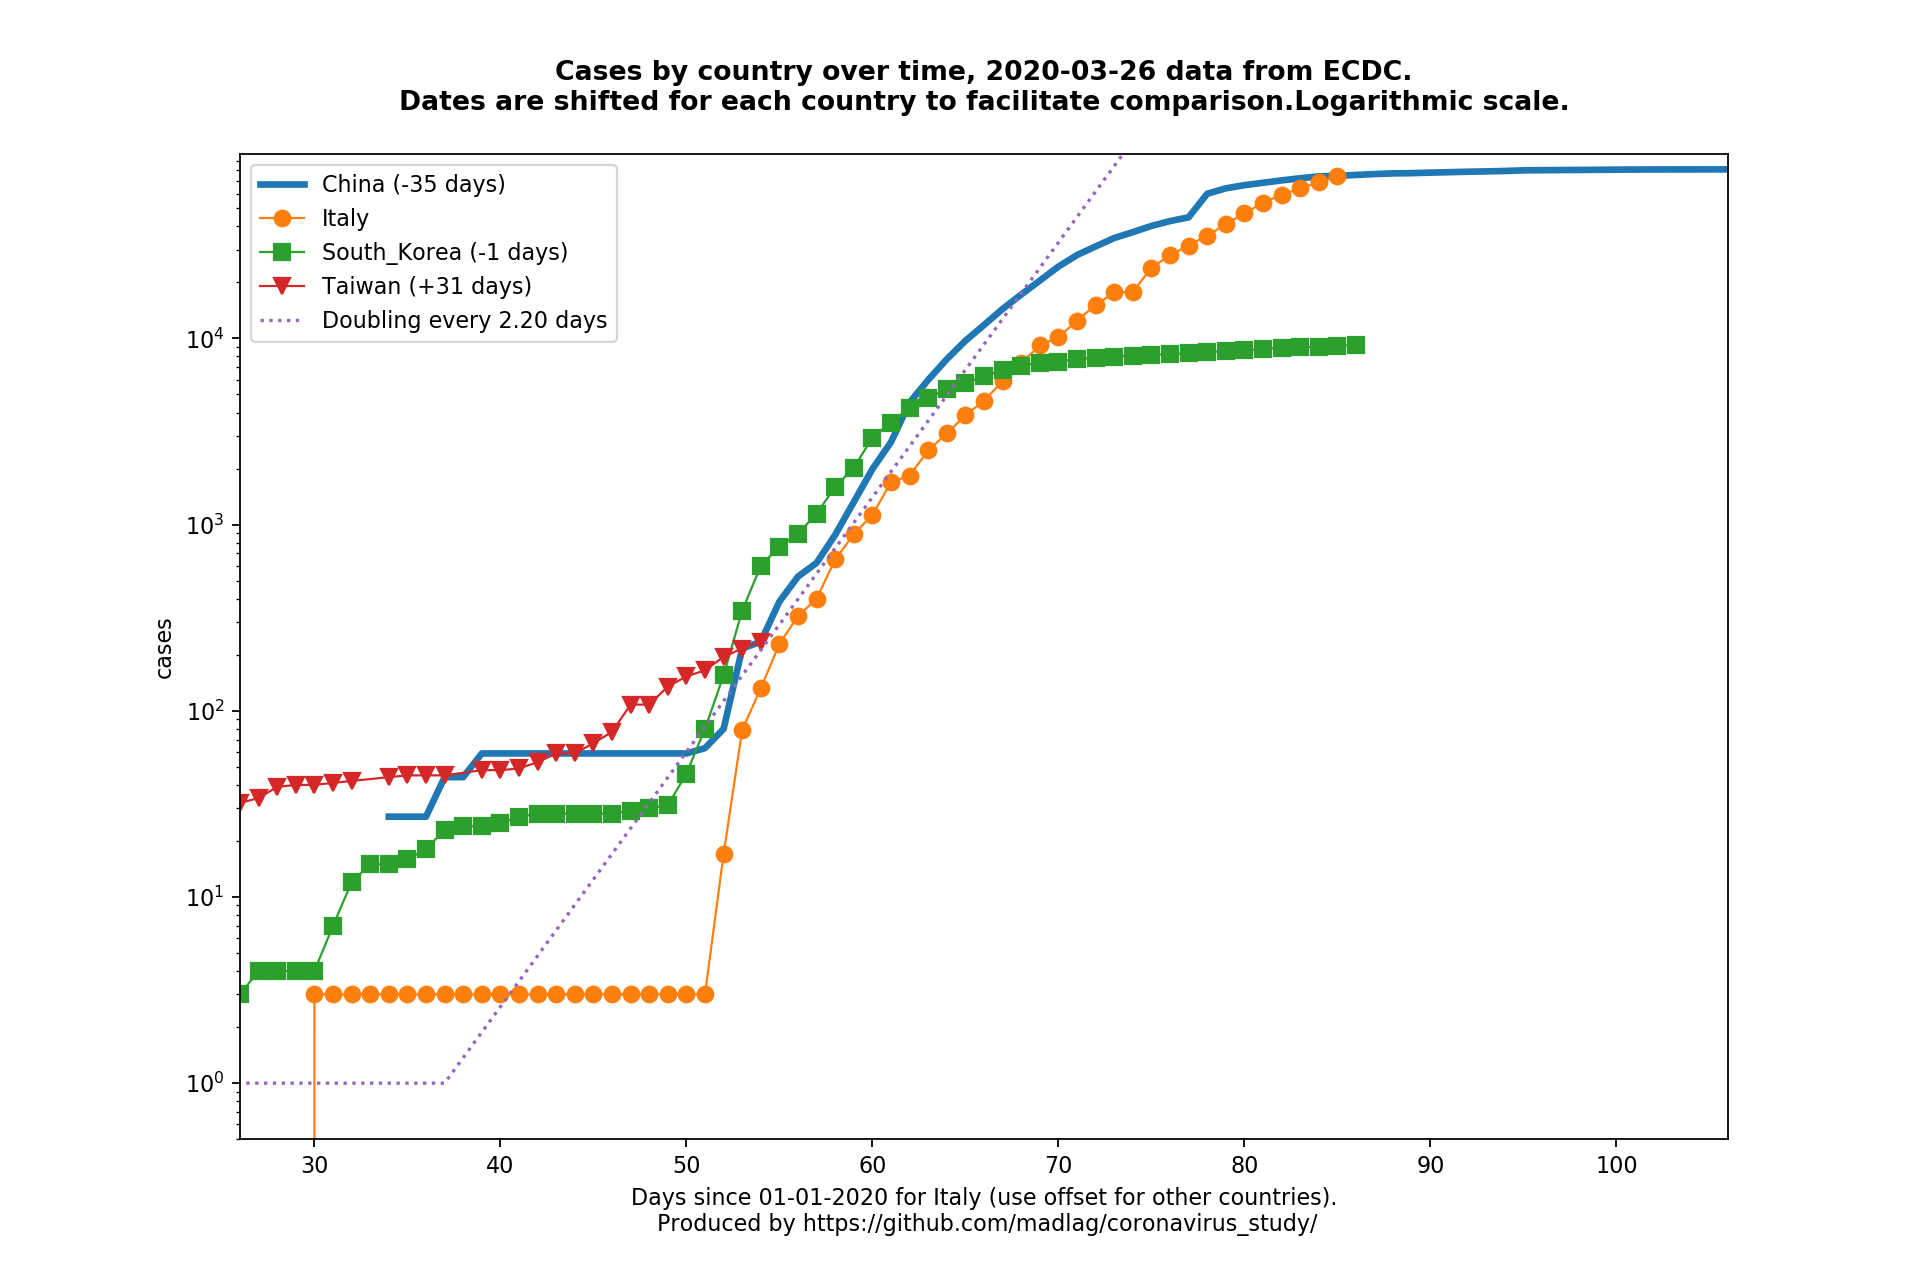 Cases by country over time, 2020-03-26 data from ECDC.
Dates are shifted for each country to facilitate comparison.Logarithmic scale.
China (-35 days)
Italy
South_Korea (-1 days)
Taiwan (+31 days)
Doubling every 2.20 days
cases
10⁴
10³
10²
10¹
10⁰
30 40 50 60 70 80 90 100
Days since 01-01-2020 for Italy (use offset for other countries).
Produced by https://github.com/madlag/coronavirus_study/